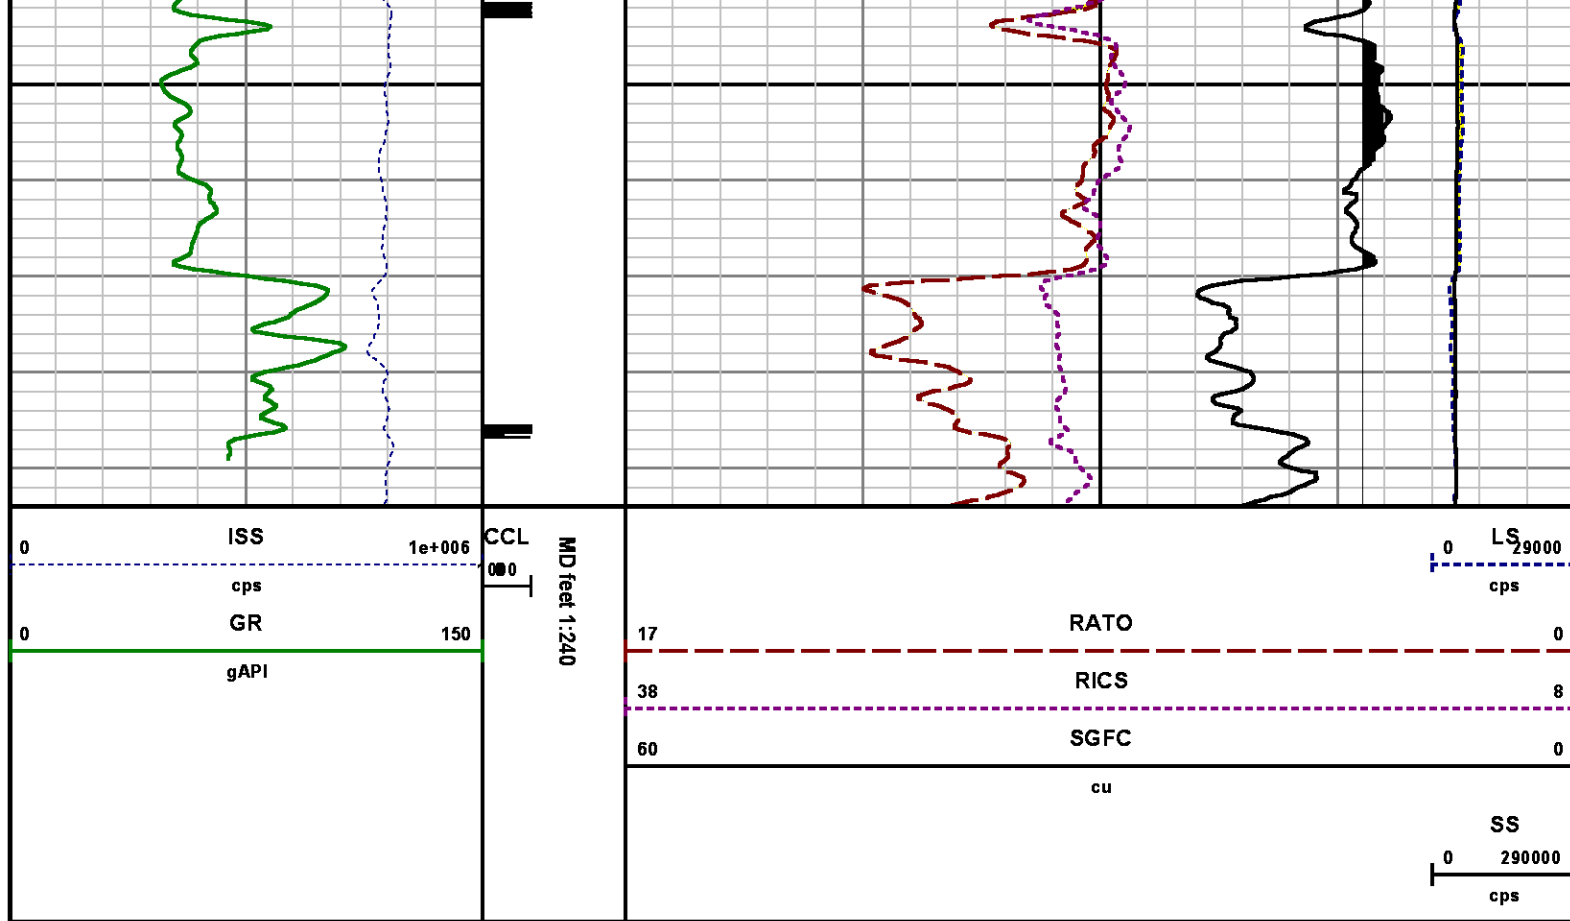 ISS
0 1e+006
cps
GR
0 150
gAPI
CCL
MD feet 1:240
LS
0 29000
cps
RATO
17 0
RICS
38 8
SGFC
60 0
cu
SS
0 290000
cps